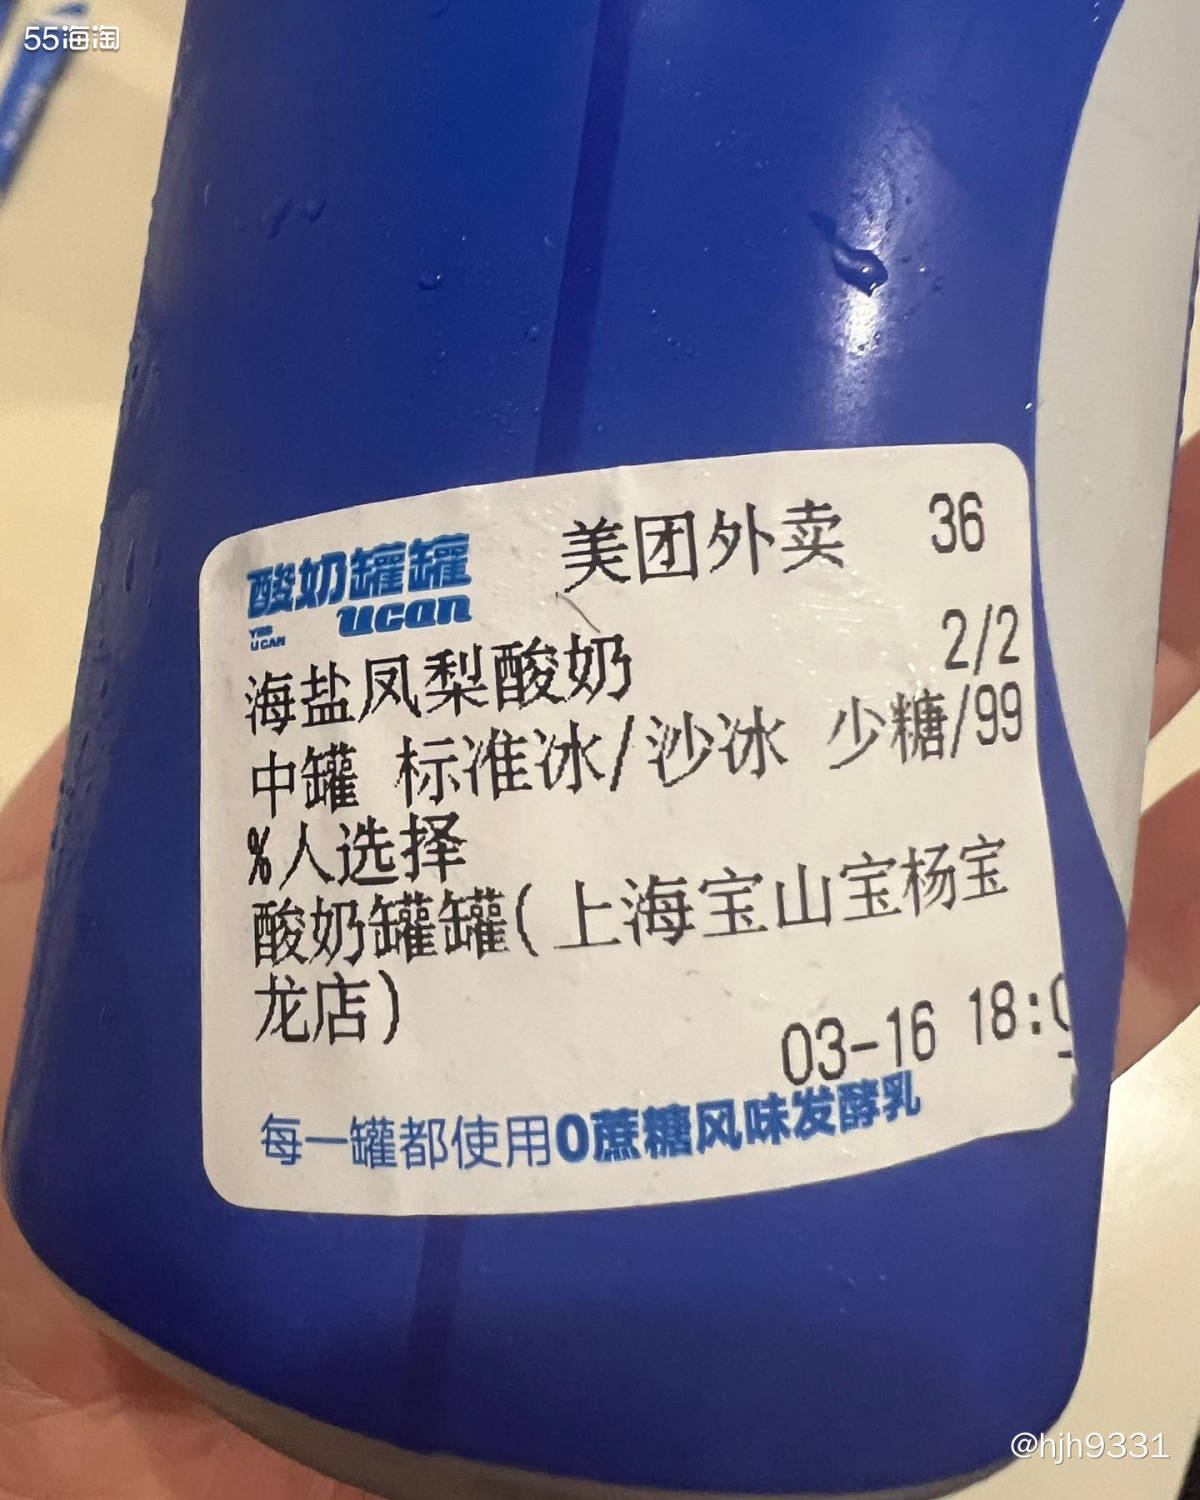 55海淘
酸奶罐罐
YES
UCAN
ucan
美团外卖 36
2/2
海盐凤梨酸奶
中罐 标准冰/沙冰 少糖/99
%人选择
酸奶罐罐(上海宝山宝杨宝
龙店)
03-16 18:
每一罐都使用0蔗糖风味发酵乳
@hjh9331